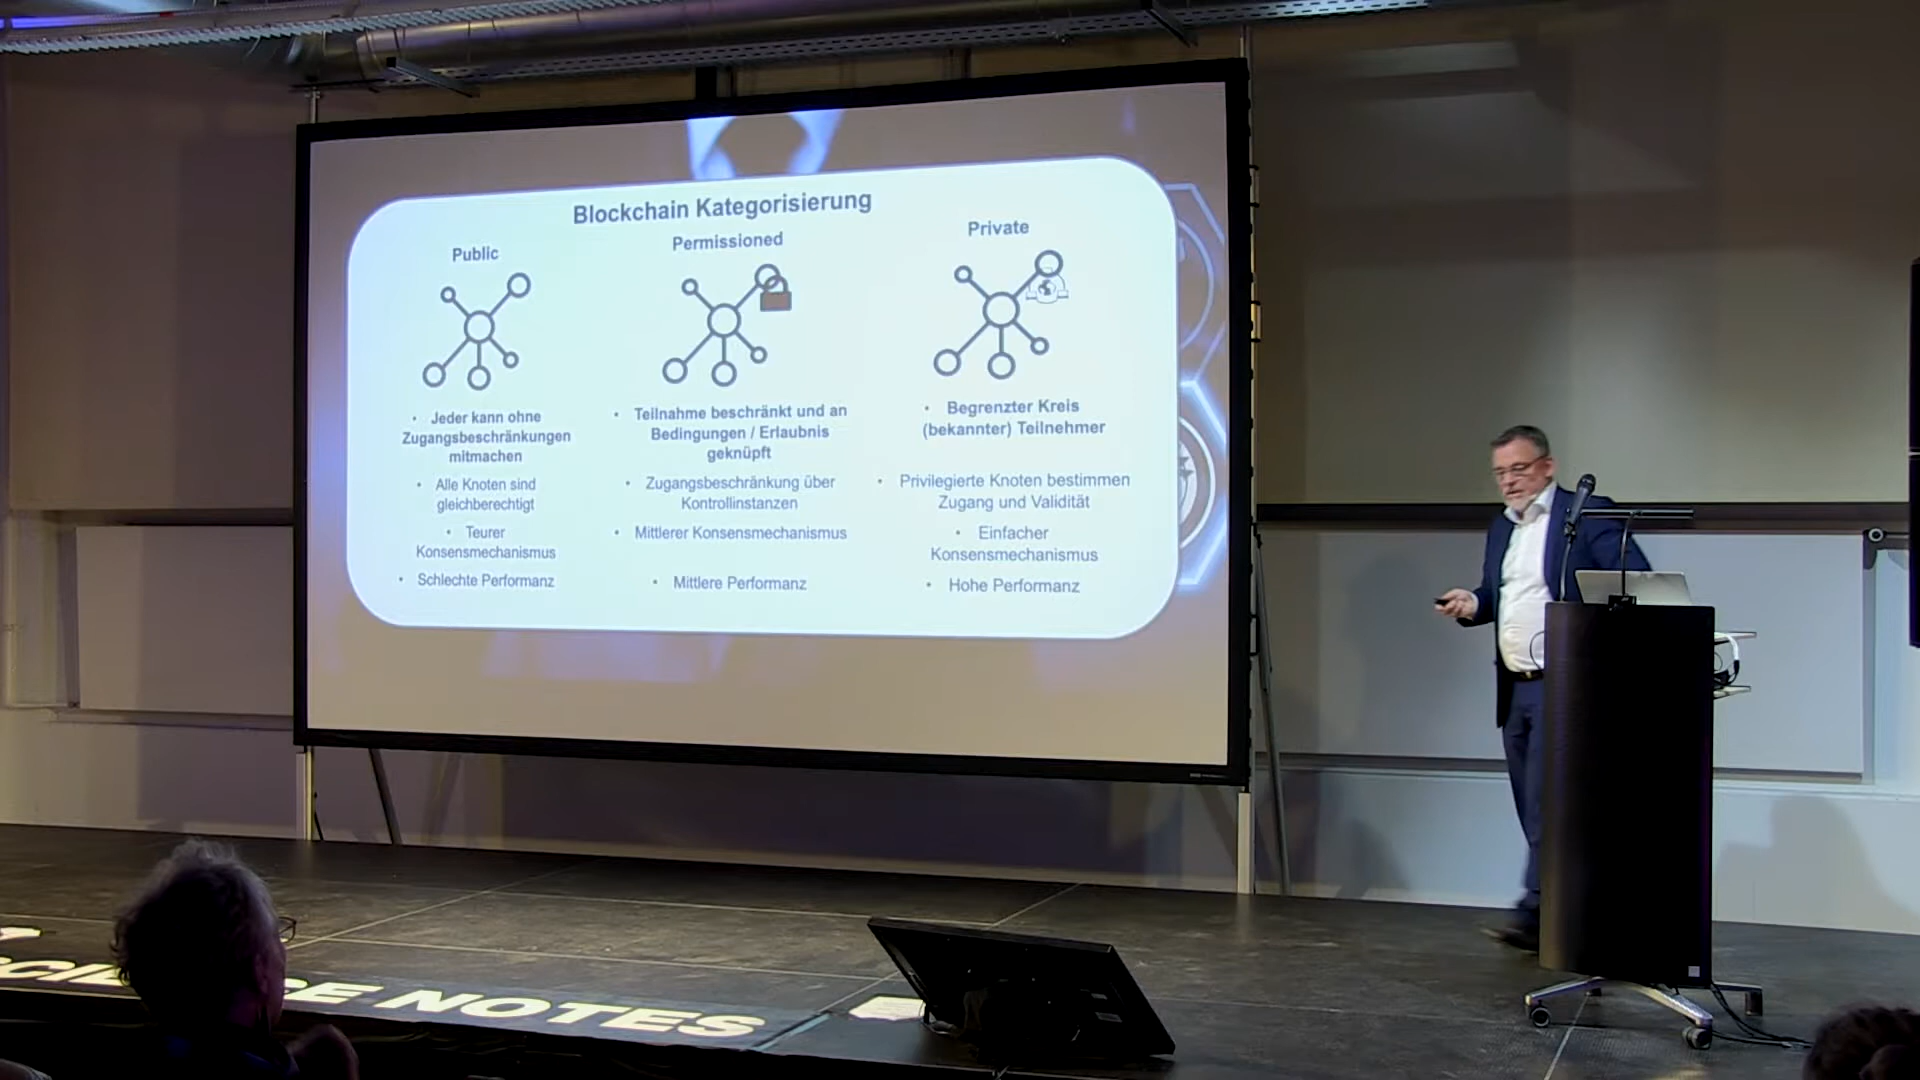 Blockchain Kategorisierung
Public
Jeder kann ohne
Zugangsbeschränkungen
mitmachen
Alle Knoten sind
gleichberechtigt
Teurer
Konsensmechanismus
Schlechte Performanz
Permissioned
Teilnahme beschränkt und an
Bedingungen / Erlaubnis
geknüpft
Zugangsbeschränkung über
Kontrollinstanzen
Mittlerer Konsensmechanismus
Mittlere Performanz
Private
Begrenzter Kreis
(bekannter) Teilnehmer
Privilegierte Knoten bestimmen
Zugang und Validität
Einfacher
Konsensmechanismus
Hohe Performanz
NOTES